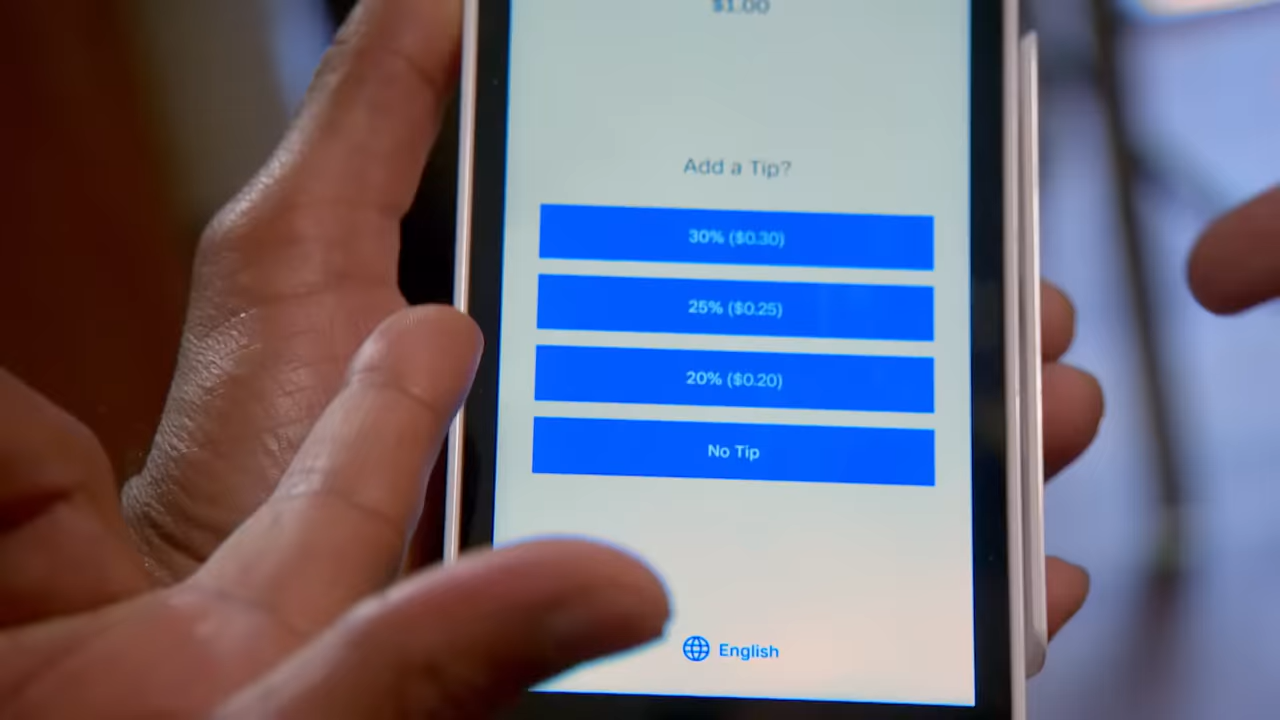 $1.00
Add a Tip?
30% ($0.30)
25% ($0.25)
20% ($0.20)
No Tip
English